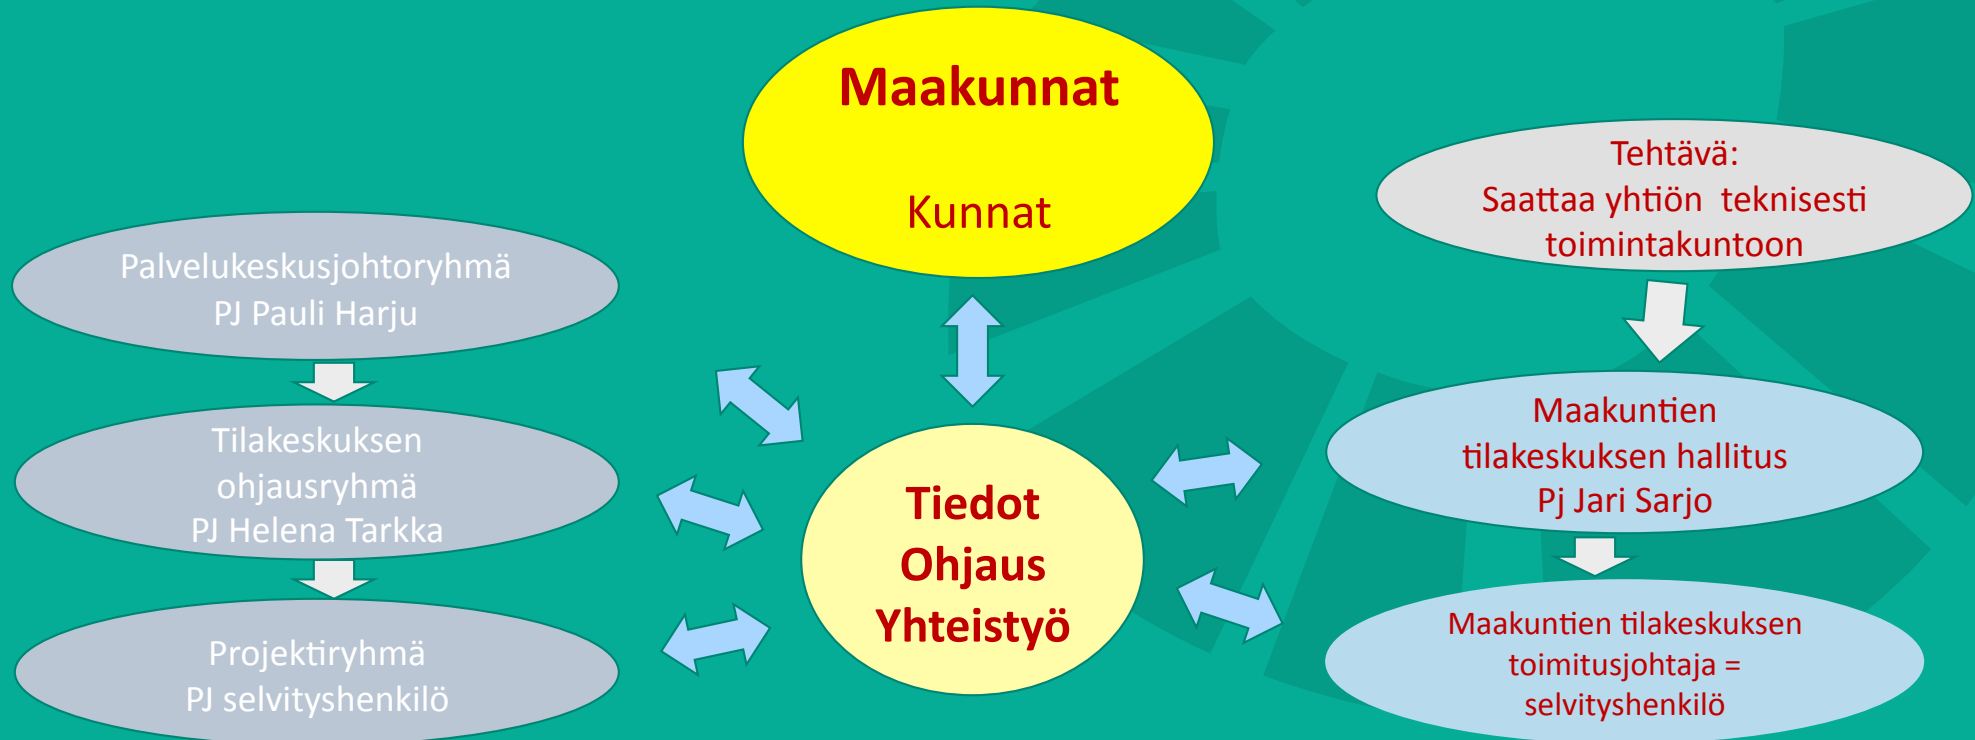 Maakunnat
Kunnat
Palvelukeskusjohtoryhmä
PJ Pauli Harju
Tilakeskuksen
ohjausryhmä
PJ Helena Tarkka
Projektiryhmä
PJ selvityshenkilö
Tiedot
Ohjaus
Yhteistyö
Tehtävä:
Saattaa yhtiön teknisesti
toimintakuntoon
Maakuntien
tilakeskuksen hallitus
Pj Jari Sarjo
Maakuntien tilakeskuksen
toimitusjohtaja =
selvityshenkilö